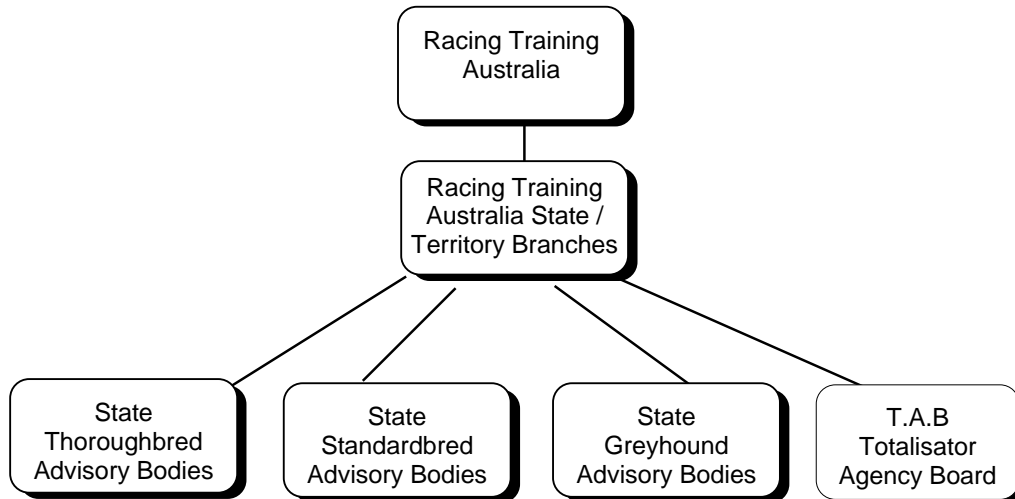 Racing Training
Australia
Racing Training
Australia State /
Territory Branches
State
Thoroughbred
Advisory Bodies
State
Standardbred
Advisory Bodies
State
Greyhound
Advisory Bodies
T.A.B
Totalisator
Agency Board